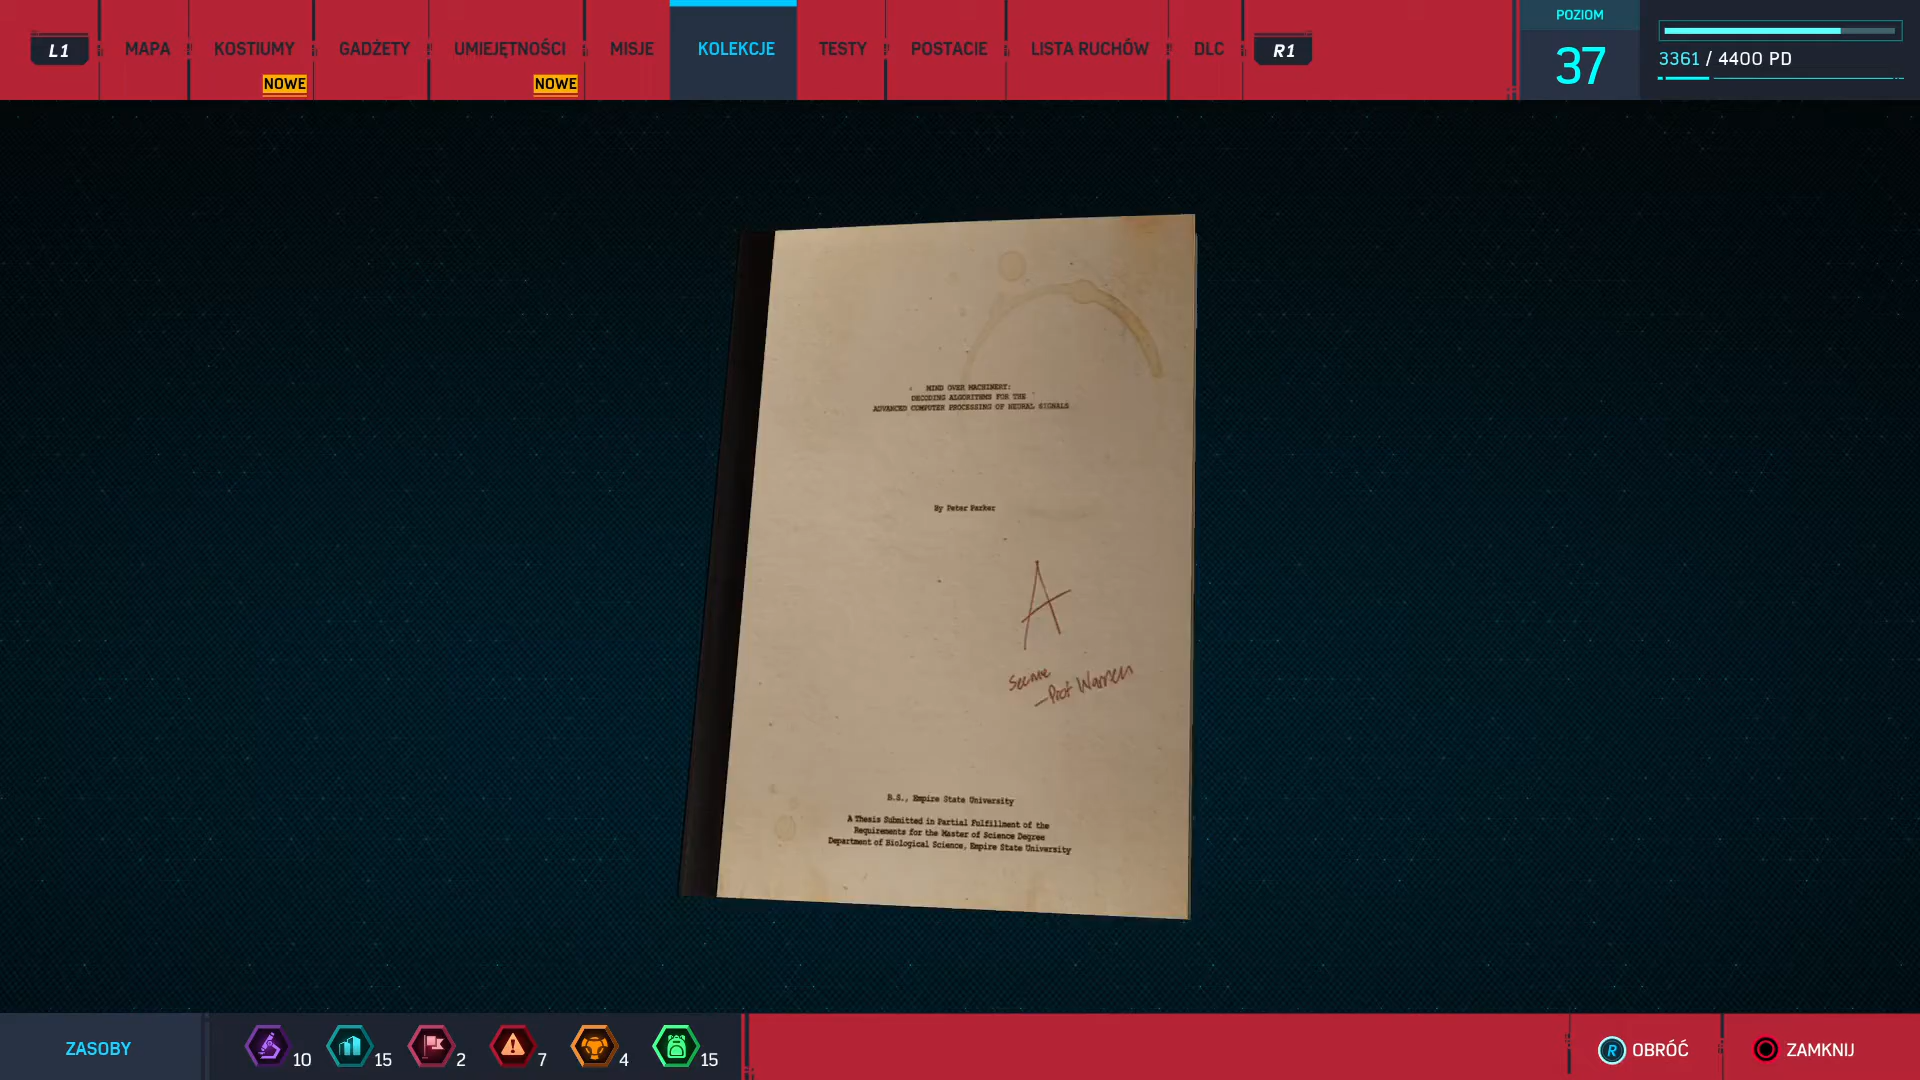 L1
MAPA
KOSTIUMY
NOWE
GADŻETY
UMIEJĘTNOŚCI
NOWE
MISJE
KOLEKCJE
TESTY
POSTACIE
LISTA RUCHÓW
DLC
R1
POZIOM
37
3361 / 4400 PD
MIND OVER MACHINERY:
DECODING ALGORITHMS FOR THE
ADVANCED COMPUTER PROCESSING OF NEURAL SIGNALS
By Peter Parker
A
See me
—Prof Warren
B.S., Empire State University
A Thesis Submitted in Partial Fulfillment of the
Requirements for the Master of Science Degree
Department of Biological Science, Empire State University
ZASOBY
10
15
2
7
4
15
R OBRÓĆ
ZAMKNIJ